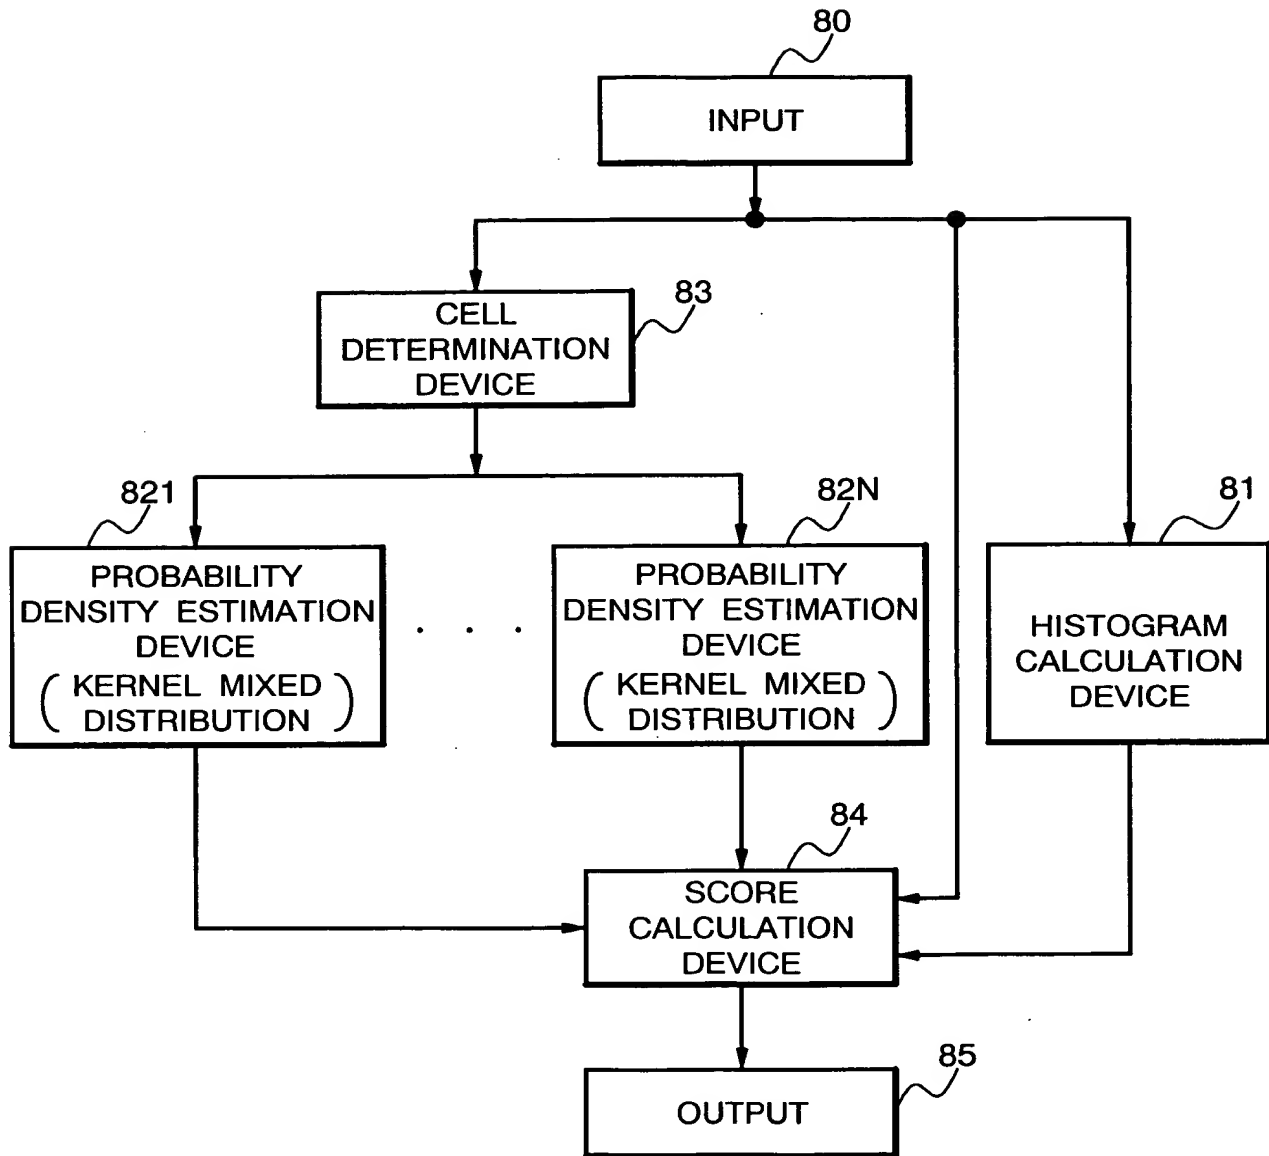 80
INPUT
83
CELL
DETERMINATION
DEVICE
821
PROBABILITY
DENSITY ESTIMATION
DEVICE
( KERNEL MIXED
DISTRIBUTION )
. . .
82N
PROBABILITY
DENSITY ESTIMATION
DEVICE
( KERNEL MIXED
DISTRIBUTION )
81
HISTOGRAM
CALCULATION
DEVICE
84
SCORE
CALCULATION
DEVICE
85
OUTPUT